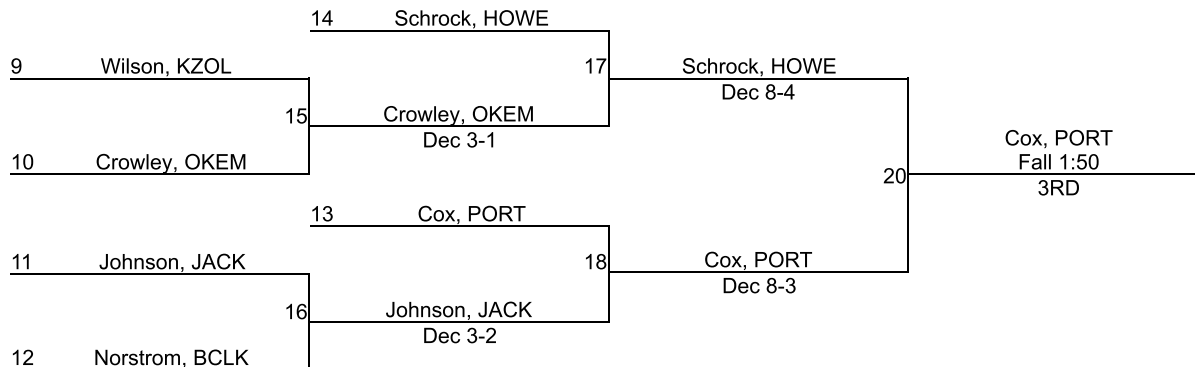 14 Schrock, HOWE
9 Wilson, KZOL
17 Schrock, HOWE
Dec 8-4
15 Crowley, OKEM
Dec 3-1
10 Crowley, OKEM
Cox, PORT
Fall 1:50
20
3RD
13 Cox, PORT
11 Johnson, JACK
18 Cox, PORT
Dec 8-3
16 Johnson, JACK
Dec 3-2
12 Norstrom, BCLK